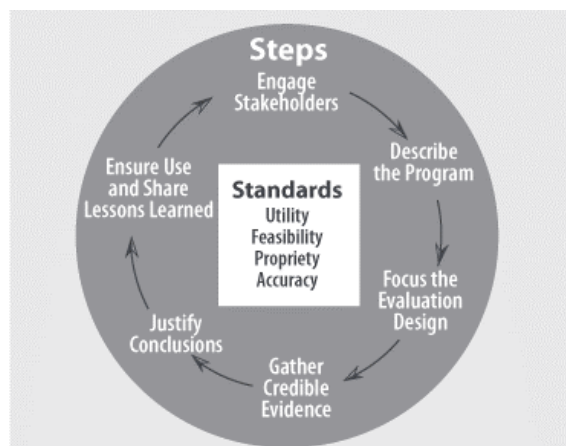 Steps
Engage
Stakeholders
Describe
the Program
Focus the
Evaluation
Design
Gather
Credible
Evidence
Justify
Conclusions
Ensure Use
and Share
Lessons Learned
Standards
Utility
Feasibility
Propriety
Accuracy